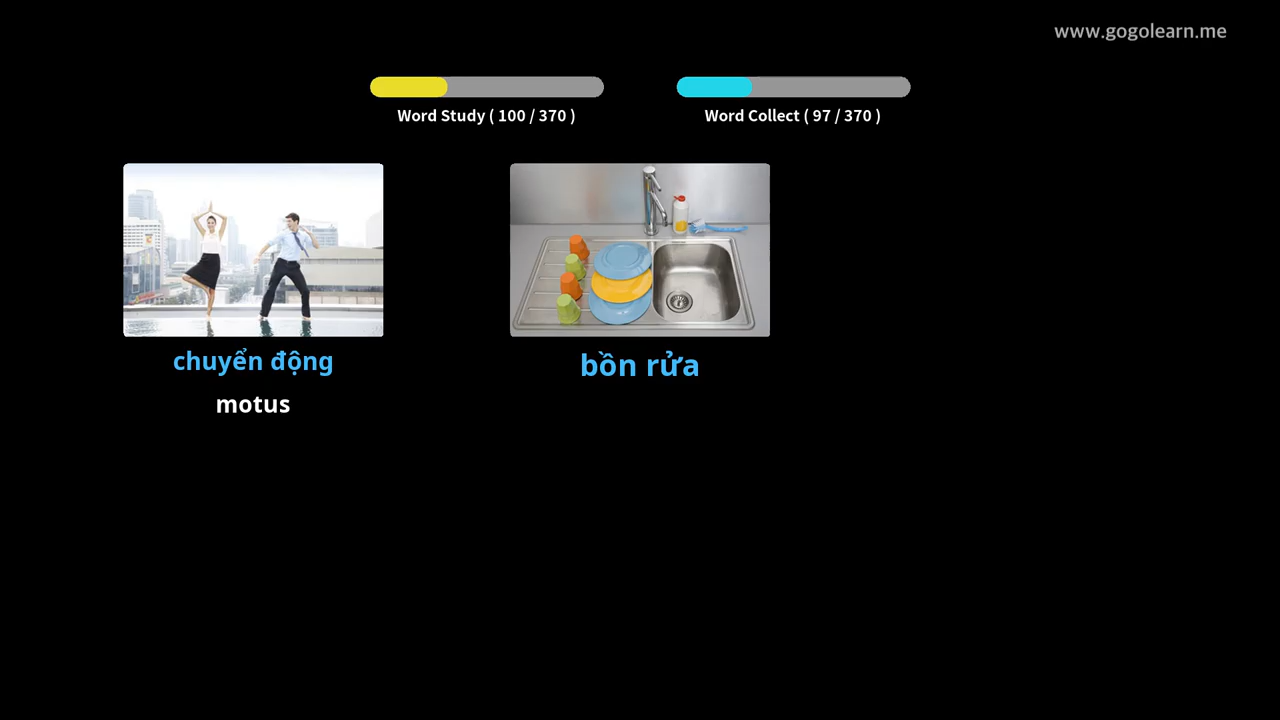 www.gogolearn.me
Word Study ( 100 / 370 )
Word Collect ( 97 / 370 )
chuyển động
motus
bồn rửa